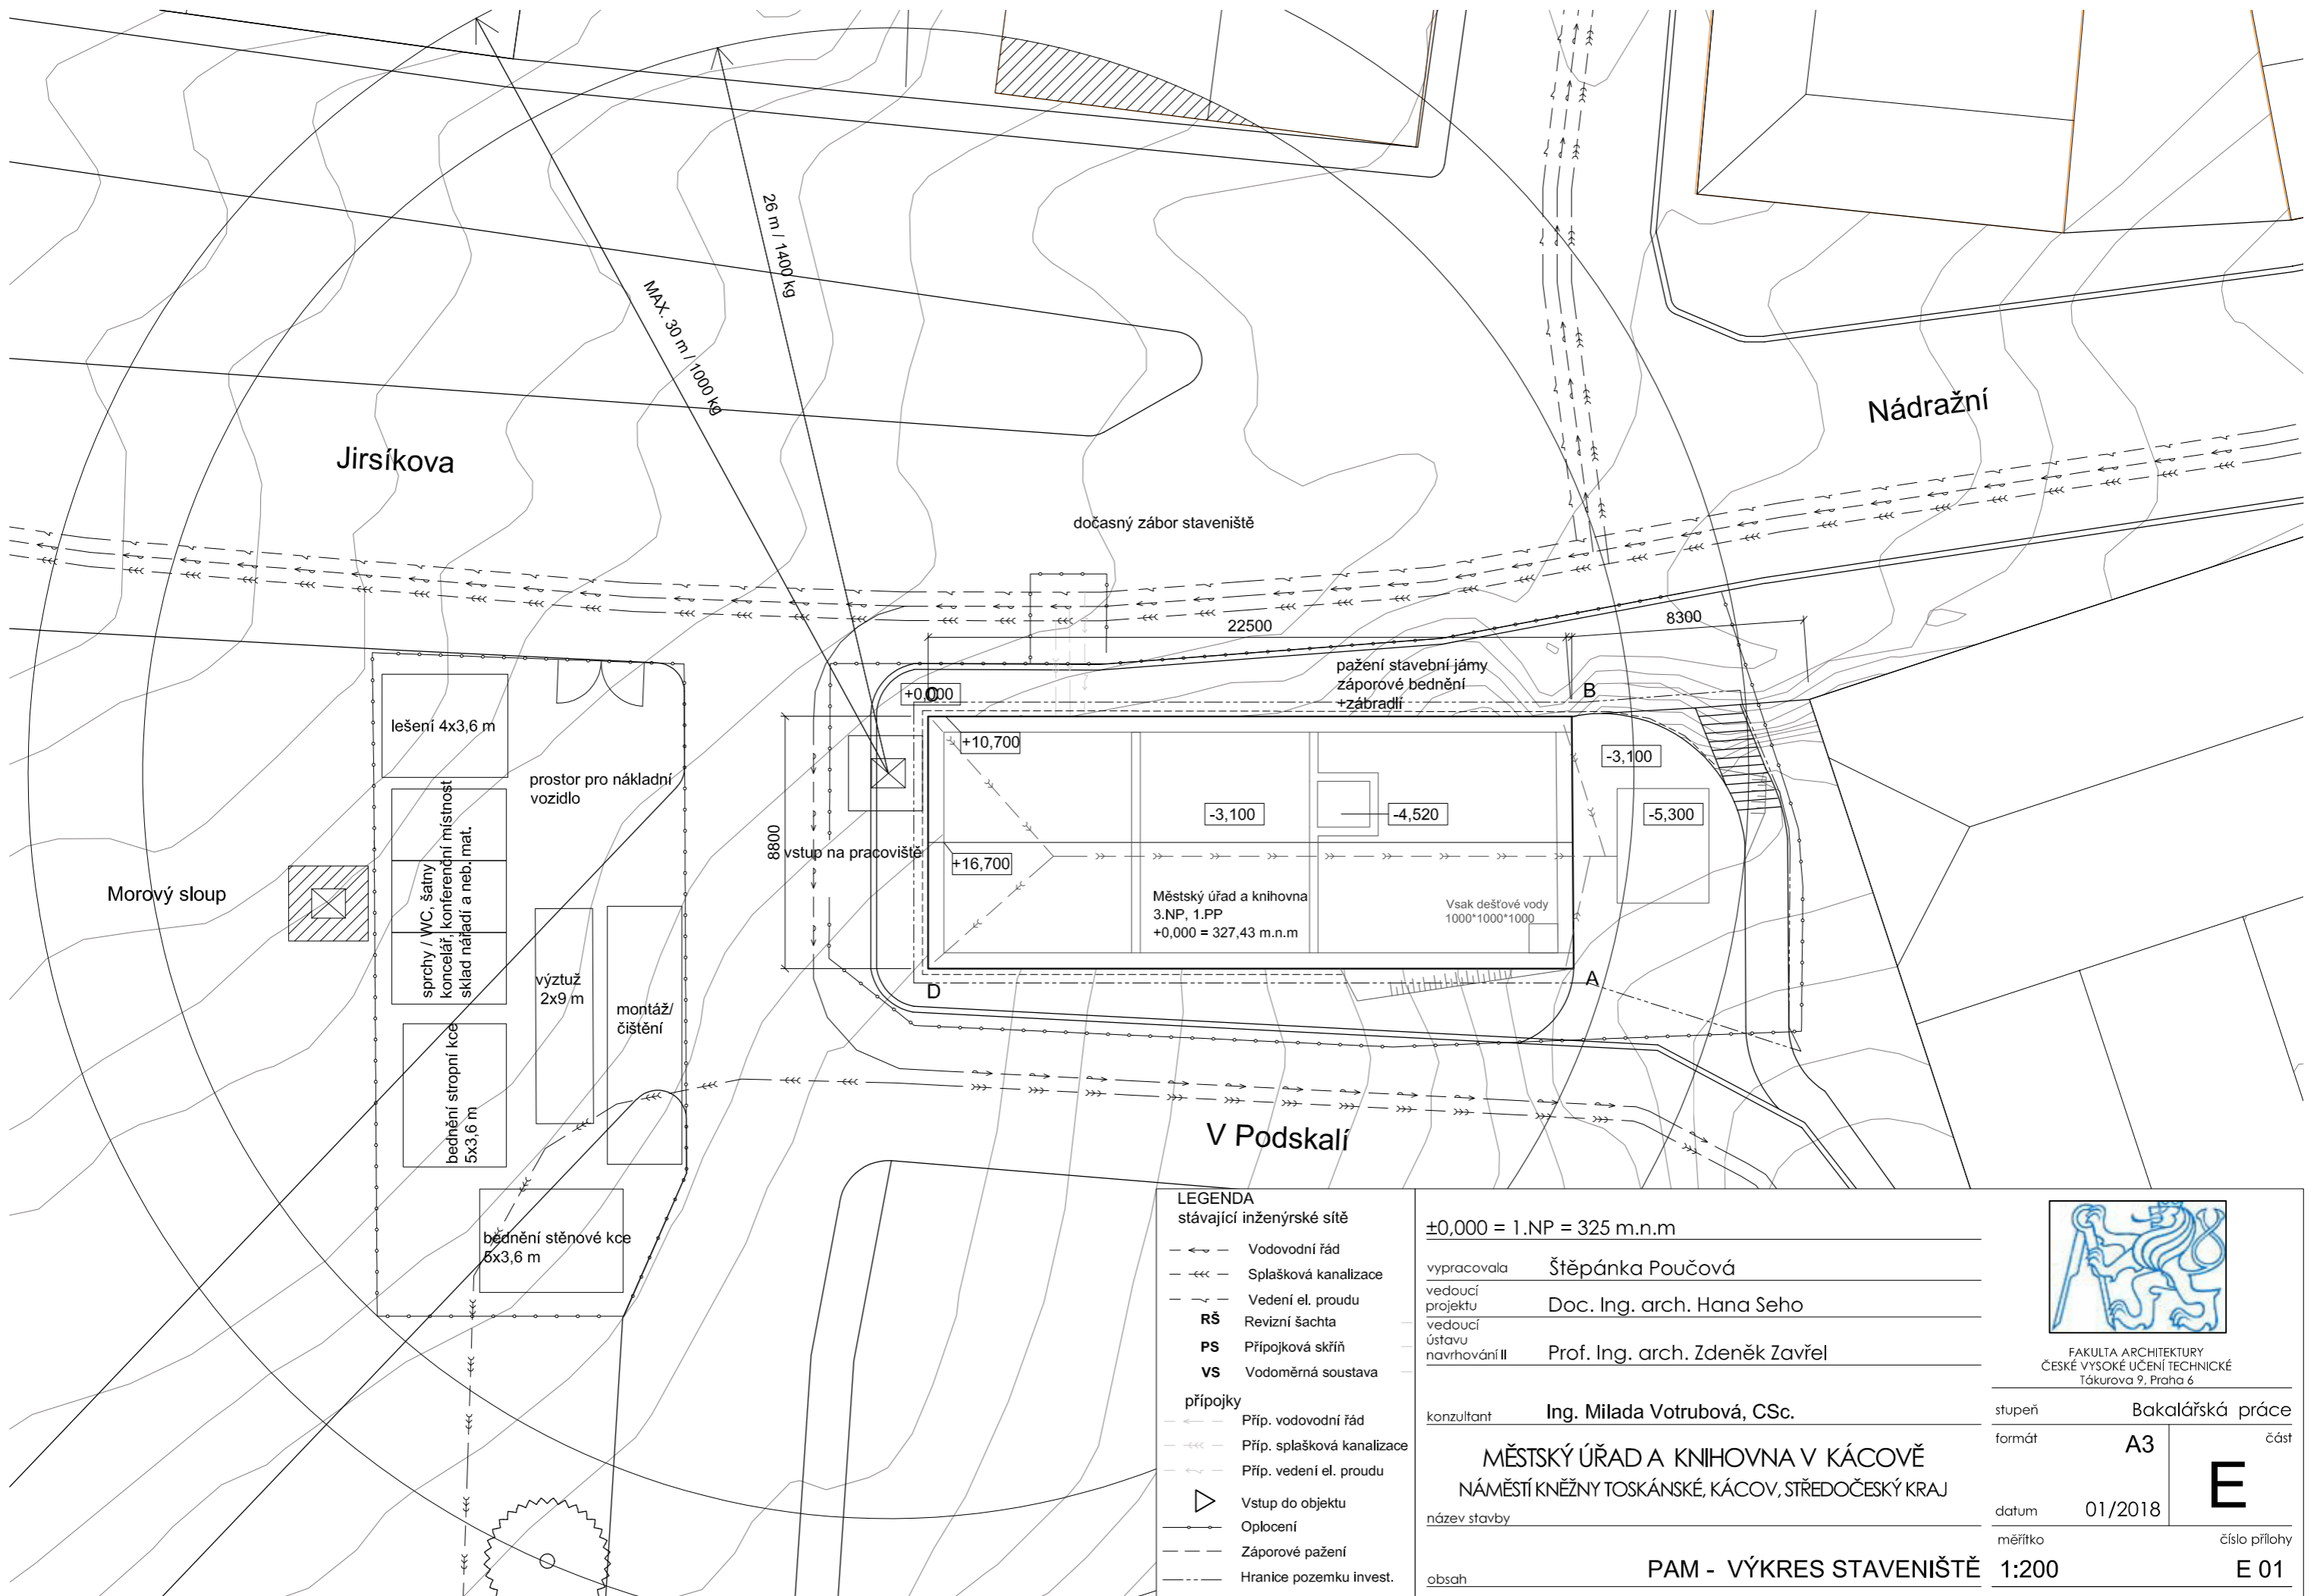 26 m / 1400 kg
MAX. 30 m / 1000 kg
Jirsíkova
Nádražní
dočasný zábor staveniště
22500
8300
pažení stavební jámy
záporové bednění
+zábradlí
B
+0,000
C
lešení 4x3,6 m
+10,700
-3,100
prostor pro nákladní
vozidlo
-3,100
-4,520
-5,300
8800
vstup na pracoviště
+16,700
sprchy / WC, šatny
koncelář, konferenční místnost
sklad nářadí a neb. mat.
Morový sloup
Městský úřad a knihovna
3.NP, 1.PP
+0,000 = 327,43 m.n.m
Vsak dešťové vody
1000*1000*1000
výztuž
2x9 m
D
A
montáž/
čištění
bednění stropní kce
5x3,6 m
V Podskalí
bednění stěnové kce
5x3,6 m
LEGENDA
stávající inženýrské sítě
Vodovodní řád
Splašková kanalizace
Vedení el. proudu
RŠ Revizní šachta
PS Přípojková skříň
VS Vodoměrná soustava
přípojky
Příp. vodovodní řád
Příp. splašková kanalizace
Příp. vedení el. proudu
Vstup do objektu
Oplocení
Záporové pažení
Hranice pozemku invest.
±0,000 = 1.NP = 325 m.n.m
vypracovala Štěpánka Poučová
vedoucí
projektu Doc. Ing. arch. Hana Seho
vedoucí
ústavu
navrhování II Prof. Ing. arch. Zdeněk Zavřel
konzultant Ing. Milada Votrubová, CSc.
MĚSTSKÝ ÚŘAD A KNIHOVNA V KÁCOVĚ
NÁMĚSTÍ KNĚŽNY TOSKÁNSKÉ, KÁCOV, STŘEDOČESKÝ KRAJ
název stavby
obsah PAM - VÝKRES STAVENIŠTĚ
FAKULTA ARCHITEKTURY
ČESKÉ VYSOKÉ UČENÍ TECHNICKÉ
Tákurova 9, Praha 6
stupeň Bakalářská práce
formát A3
část
E
datum 01/2018
měřítko
1:200
číslo přílohy
E 01